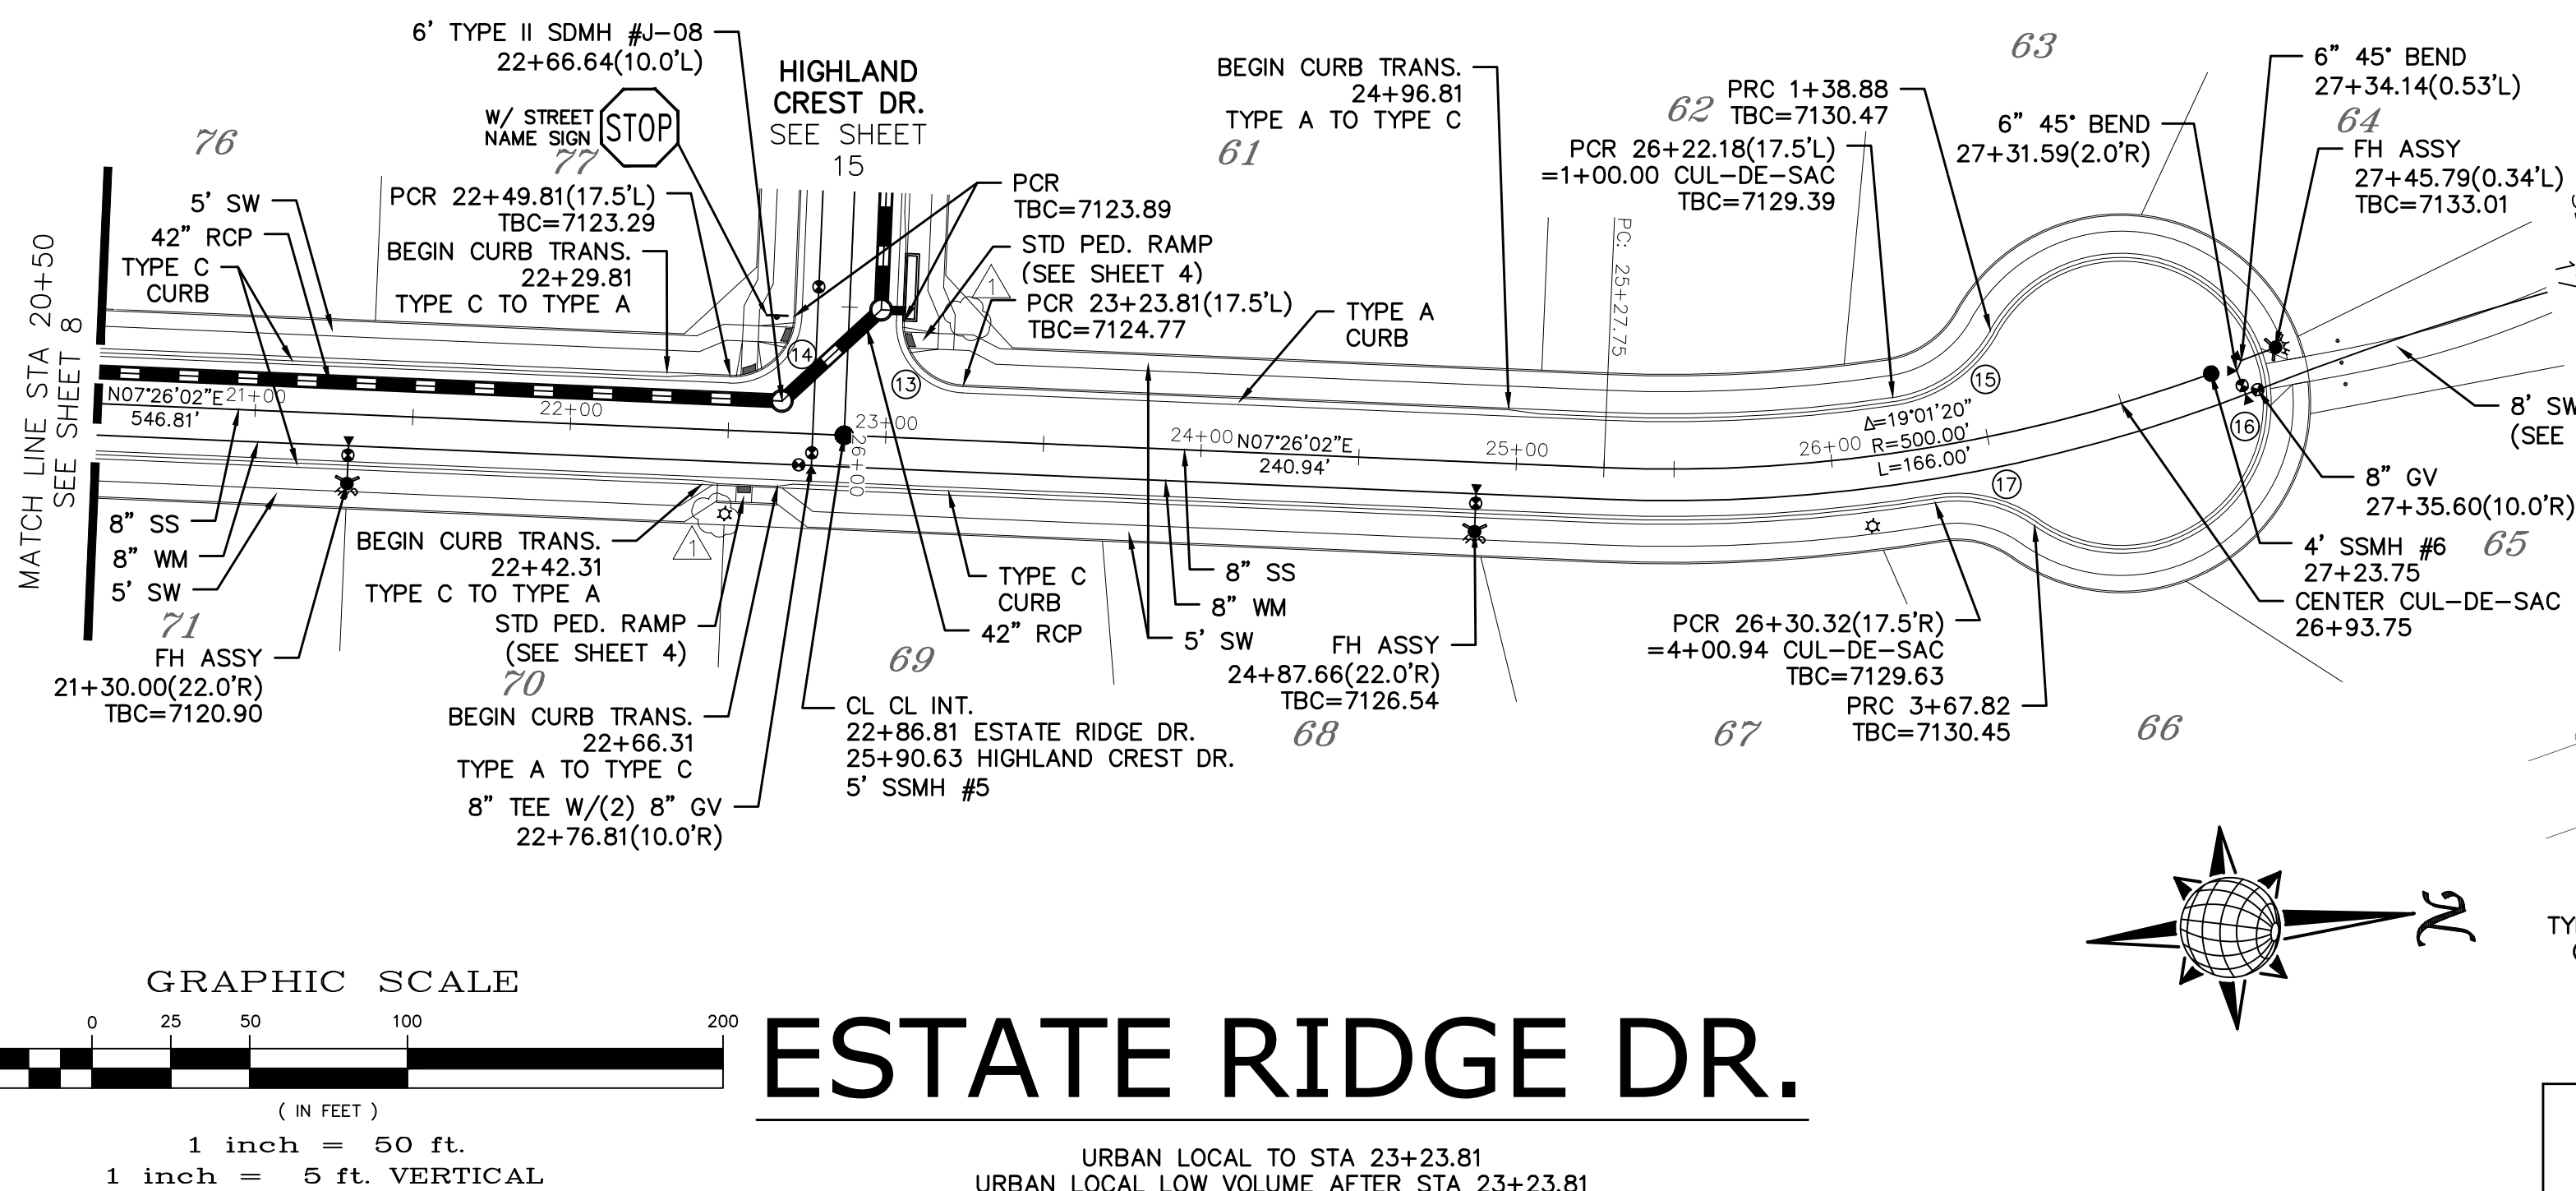 6' TYPE II SDMH #J-08
22+66.64(10.0'L)
HIGHLAND
CREST DR.
SEE SHEET
15
W/ STREET
NAME SIGN
STOP
76
77
5' SW
42" RCP
TYPE C
CURB
MATCH LINE STA 20+50
SEE SHEET 8
PCR 22+49.81(17.5'L)
TBC=7123.29
BEGIN CURB TRANS.
22+29.81
TYPE C TO TYPE A
PCR
TBC=7123.89
STD PED. RAMP
(SEE SHEET 4)
1
PCR 23+23.81(17.5'L)
TBC=7124.77
TYPE A
CURB
BEGIN CURB TRANS.
24+96.81
TYPE A TO TYPE C
61
PC: 25+27.75
62
PRC 1+38.88
TBC=7130.47
PCR 26+22.18(17.5'L)
=1+00.00 CUL-DE-SAC
TBC=7129.39
63
6" 45° BEND
27+34.14(0.53'L)
6" 45° BEND
27+31.59(2.0'R)
64
FH ASSY
27+45.79(0.34'L)
TBC=7133.01
14
13
15
16
17
N07°26'02"E
546.81'
21+00
22+00
23+00
26+00
24+00
N07°26'02"E
240.94'
25+00
26+00
Δ=19°01'20"
R=500.00'
L=166.00'
8' SW
(SEE
8" GV
27+35.60(10.0'R)
65
4' SSMH #6
27+23.75
CENTER CUL-DE-SAC
26+93.75
8" SS
8" WM
5' SW
71
FH ASSY
21+30.00(22.0'R)
TBC=7120.90
BEGIN CURB TRANS.
22+42.31
TYPE C TO TYPE A
1
STD PED. RAMP
(SEE SHEET 4)
70
BEGIN CURB TRANS.
22+66.31
TYPE A TO TYPE C
8" TEE W/(2) 8" GV
22+76.81(10.0'R)
TYPE C
CURB
42" RCP
69
CL CL INT.
22+86.81 ESTATE RIDGE DR.
25+90.63 HIGHLAND CREST DR.
5' SSMH #5
8" SS
8" WM
5' SW
FH ASSY
24+87.66(22.0'R)
TBC=7126.54
68
PCR 26+30.32(17.5'R)
=4+00.94 CUL-DE-SAC
TBC=7129.63
PRC 3+67.82
TBC=7130.45
67
66
N
GRAPHIC SCALE
0 25 50 100 200
( IN FEET )
1 inch = 50 ft.
1 inch = 5 ft. VERTICAL
ESTATE RIDGE DR.
URBAN LOCAL TO STA 23+23.81
URBAN LOCAL LOW VOLUME AFTER STA 23+23.81